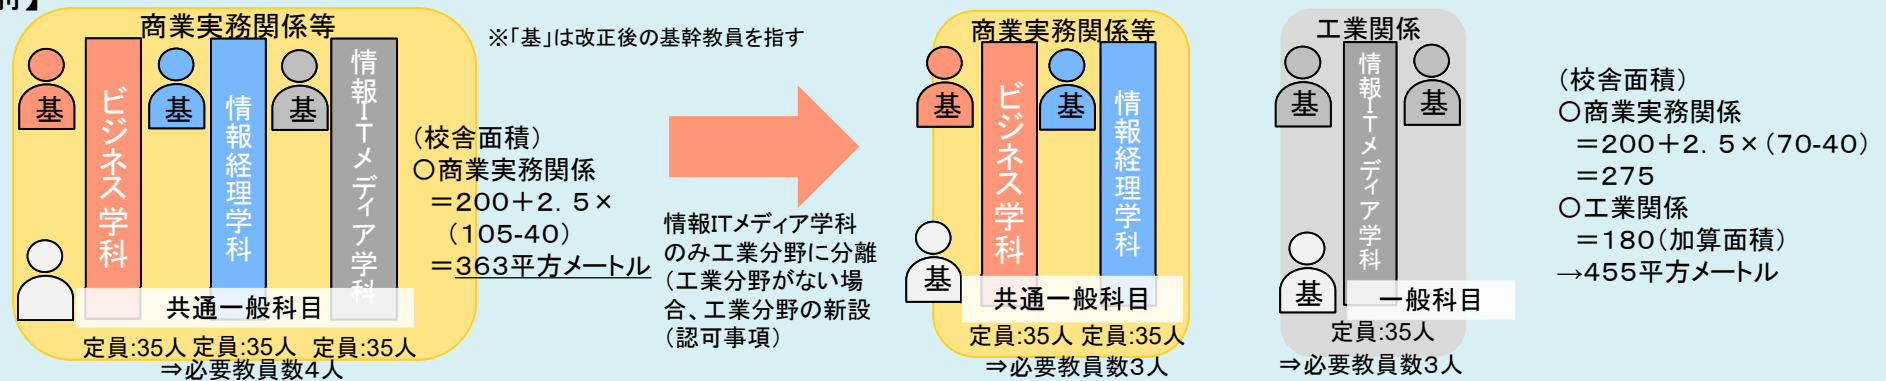 】
商業実務関係等
※「基」は改正後の基幹教員を指す
基
ビジネス学科
基
情報経理学科
基
情報ITメディア学科
共通一般科目
定員:35人 定員:35人 定員:35人
⇒必要教員数4人
(校舎面積)
○商業実務関係
=200+2.5×
(105-40)
=363平方メートル
情報ITメディア学科
のみ工業分野に分離
(工業分野がない場
合、工業分野の新設
(認可事項)
商業実務関係等
基
ビジネス学科
基
情報経理学科
基
共通一般科目
定員:35人 定員:35人
⇒必要教員数3人
工業関係
基
情報ITメディア学科
基
基
一般科目
定員:35人
⇒必要教員数3人
(校舎面積)
○商業実務関係
=200+2.5×(70-40)
=275
○工業関係
=180(加算面積)
→455平方メートル